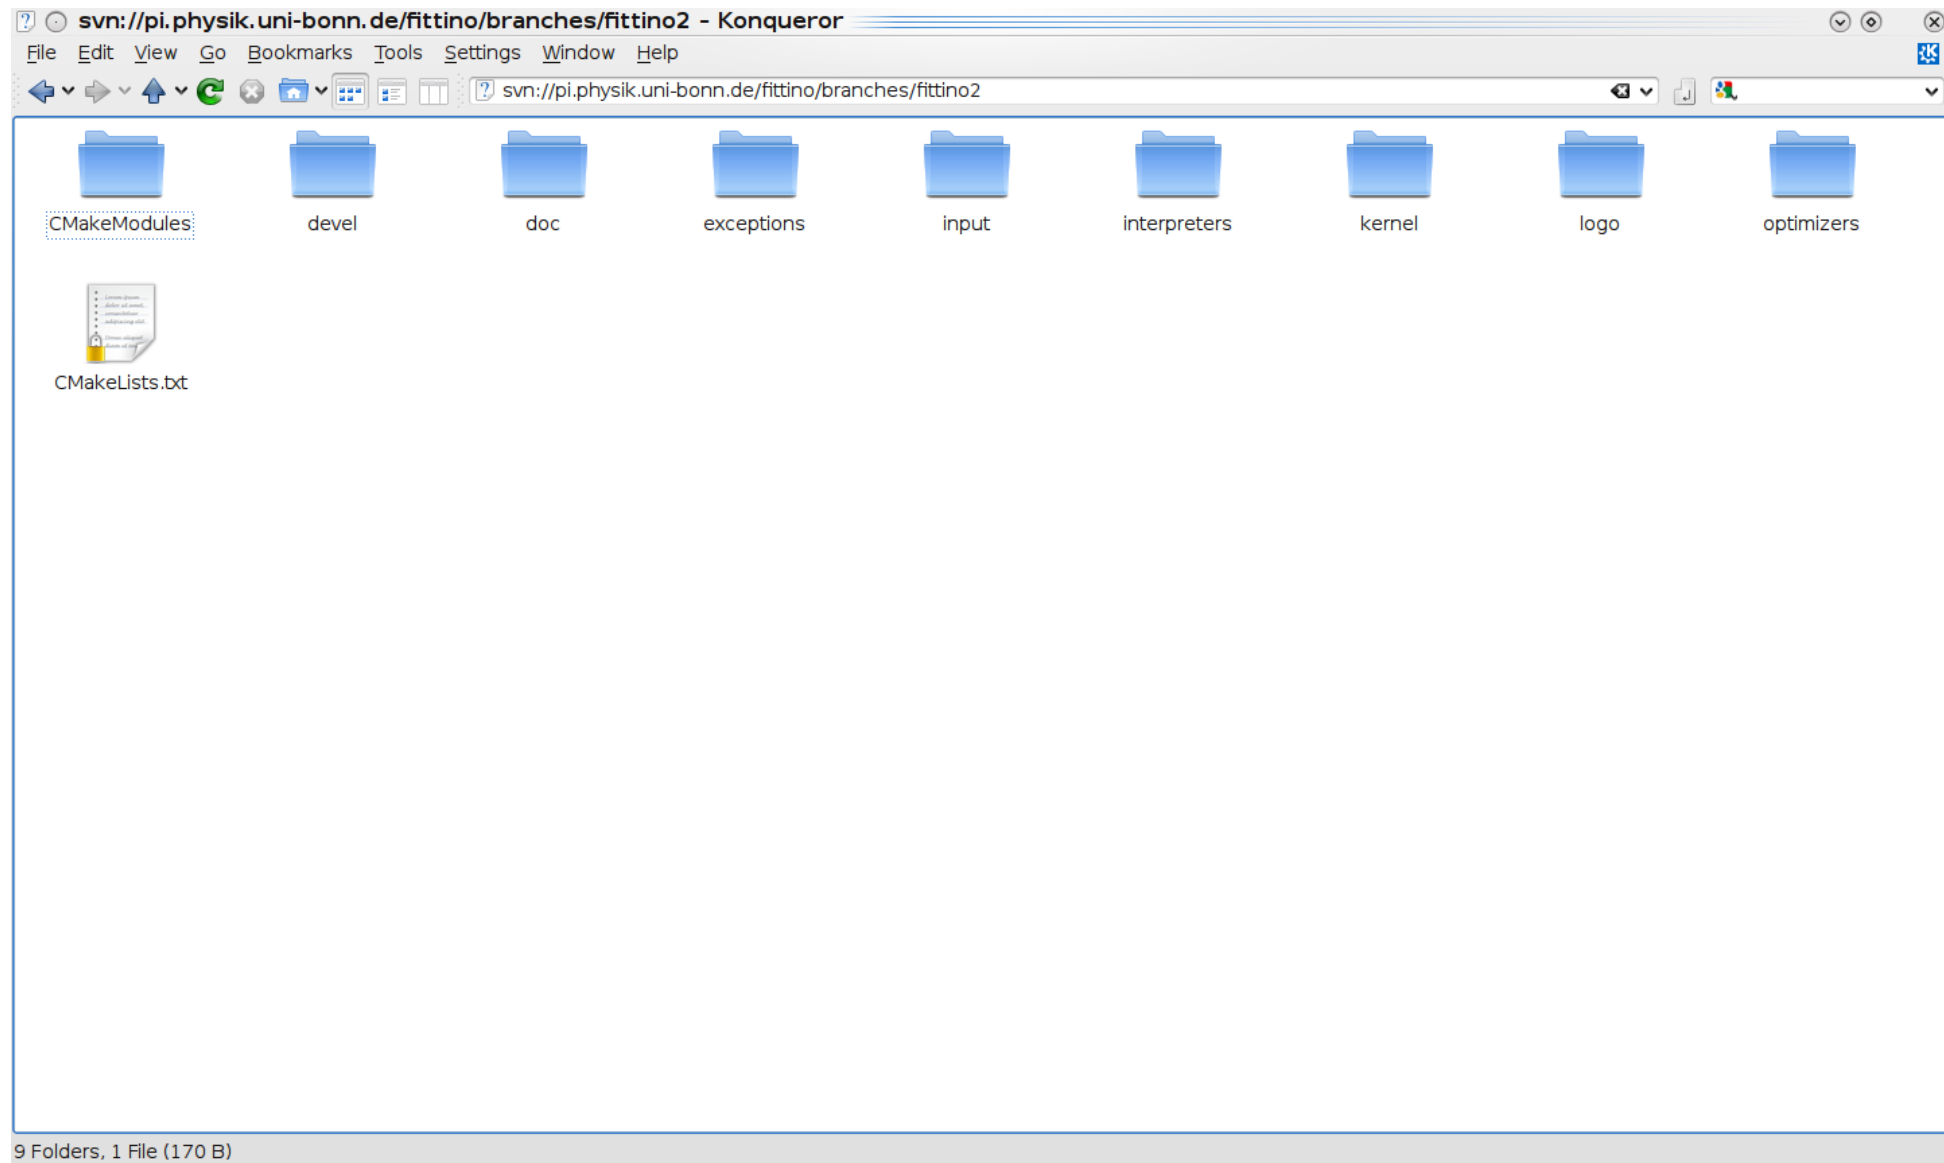 svn://pi.physik.uni-bonn.de/fittino/branches/fittino2 - Konqueror
File Edit View Go Bookmarks Tools Settings Window Help
svn://pi.physik.uni-bonn.de/fittino/branches/fittino2
CMakeModules devel doc exceptions input interpreters kernel logo optimizers
CMakeLists.txt
9 Folders, 1 File (170 B)